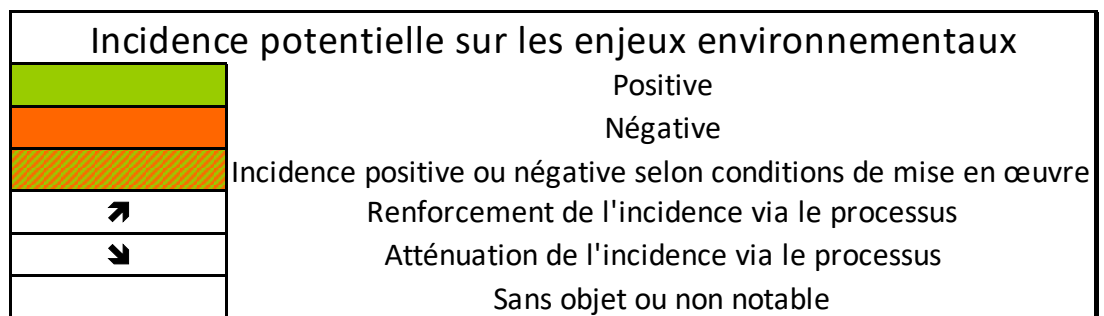 Incidence potentielle sur les enjeux environnementaux
Positive
Négative
Incidence positive ou négative selon conditions de mise en œuvre
Renforcement de l'incidence via le processus
Atténuation de l'incidence via le processus
Sans objet ou non notable